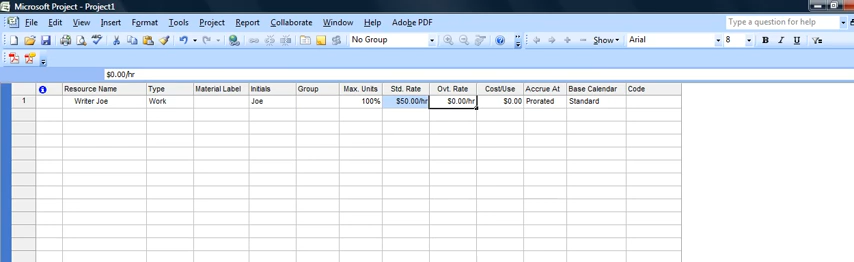 Microsoft Project - Project1
File Edit View Insert Format Tools Project Report Collaborate Window Help Adobe PDF Type a question for help
No Group Show Arial 8 B I U
$0.00/hr
Resource Name Type Material Label Initials Group Max. Units Std. Rate Ovt. Rate Cost/Use Accrue At Base Calendar Code
1 Writer Joe Work Joe 100% $50.00/hr $0.00/hr $0.00 Prorated Standard